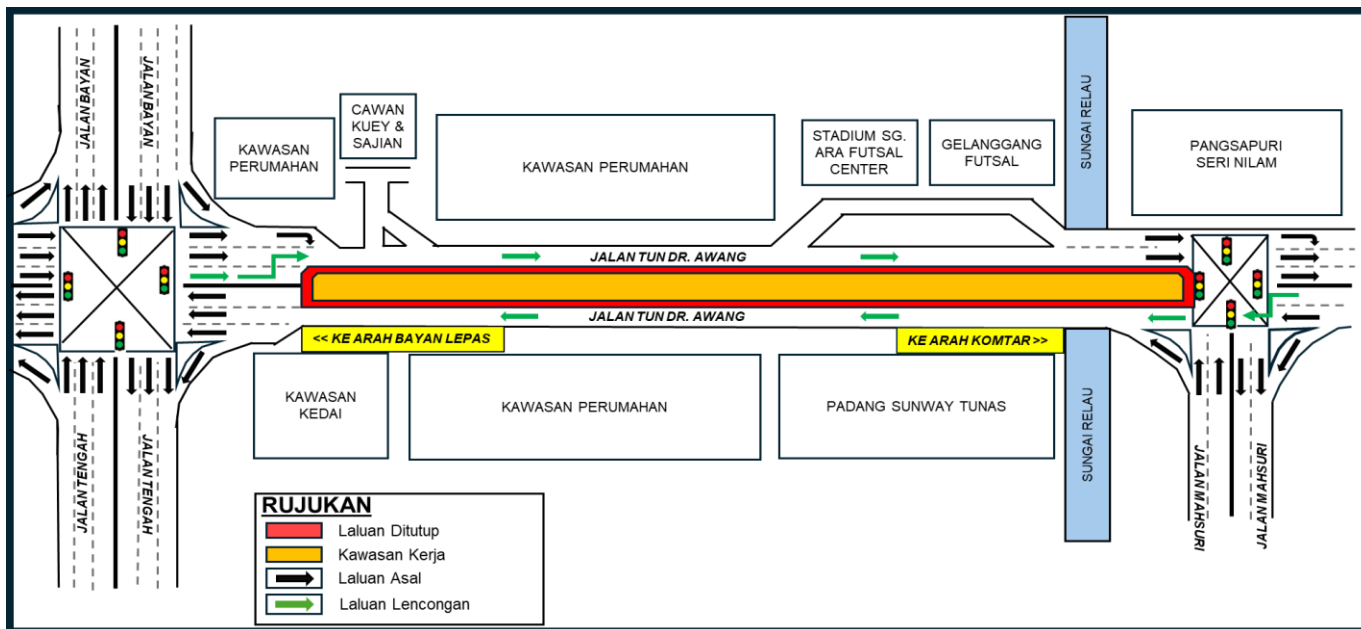 JALAN BAYAN
JALAN BAYAN
KAWASAN
PERUMAHAN
CAWAN
KUEY &
SAJIAN
KAWASAN PERUMAHAN
STADIUM SG.
ARA FUTSAL
CENTER
GELANGGANG
FUTSAL
SUNGAI RELAU
PANGSAPURI
SERI NILAM
JALAN TUN DR. AWANG
JALAN TUN DR. AWANG
<< KE ARAH BAYAN LEPAS
KE ARAH KOMTAR >>
KAWASAN
KEDAI
KAWASAN PERUMAHAN
PADANG SUNWAY TUNAS
SUNGAI RELAU
JALAN TENGAH
JALAN TENGAH
JALAN MAHSURI
JALAN MAHSURI
RUJUKAN
Laluan Ditutup
Kawasan Kerja
Laluan Asal
Laluan Lencongan